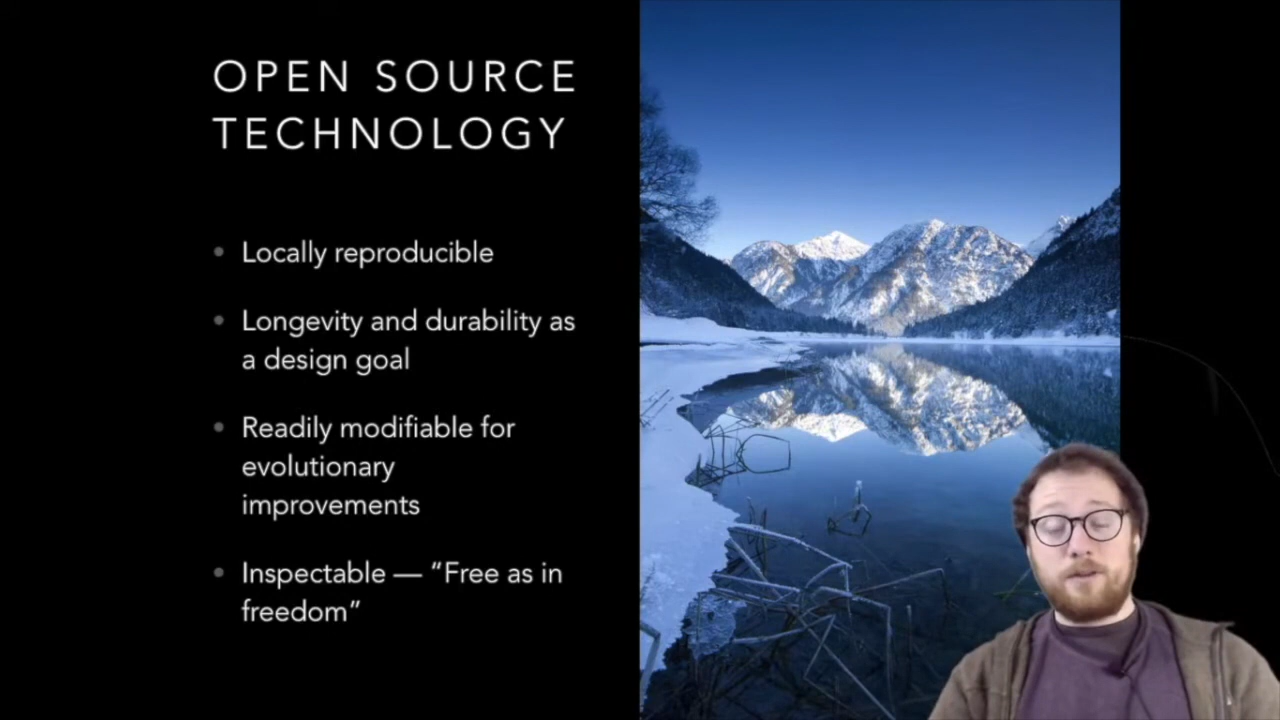 OPEN SOURCE
TECHNOLOGY
• Locally reproducible
• Longevity and durability as
a design goal
• Readily modifiable for
evolutionary
improvements
• Inspectable — “Free as in
freedom”